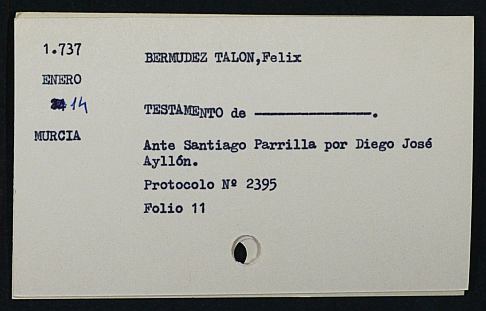 1.737
BERMUDEZ TALON,Felix
ENERO
14
TESTAMENTO de ———————.
MURCIA
Ante Santiago Parrilla por Diego José
Ayllón.
Protocolo Nº 2395
Folio 11